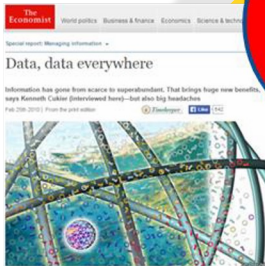 The
Economist
World politics Business & finance Economics Science & techno
Special report: Managing information
Data, data everywhere
Information has gone from scarce to superabundant. That brings huge new benefits,
says Kenneth Cukier (interviewed here)—but also big headaches
Feb 25th 2010 | From the print edition Timekeeper Like